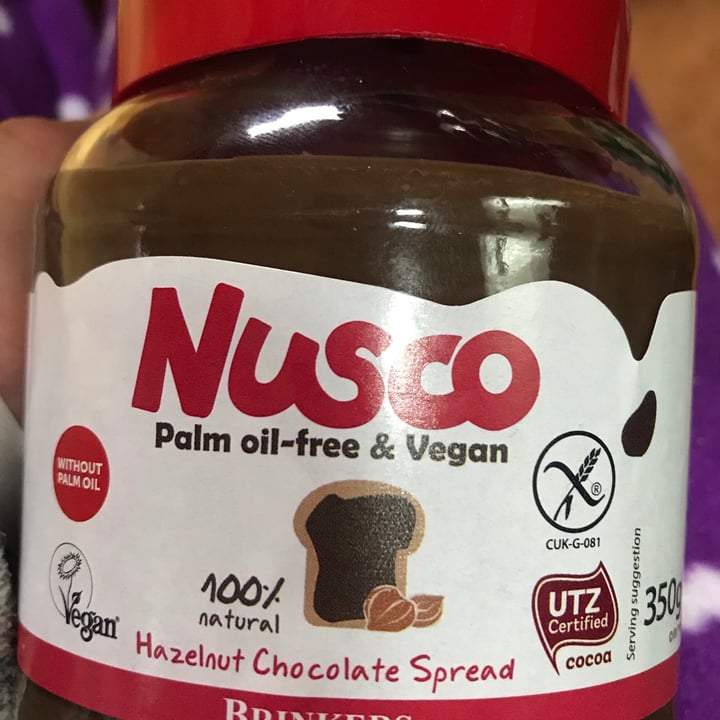 Nusco
Palm oil-free & Vegan
WITHOUT
PALM OIL
®
CUK-G-081
Vegan
100%
natural
Hazelnut Chocolate Spread
UTZ
Certified
cocoa
Serving suggestion
350g
BRINKERS